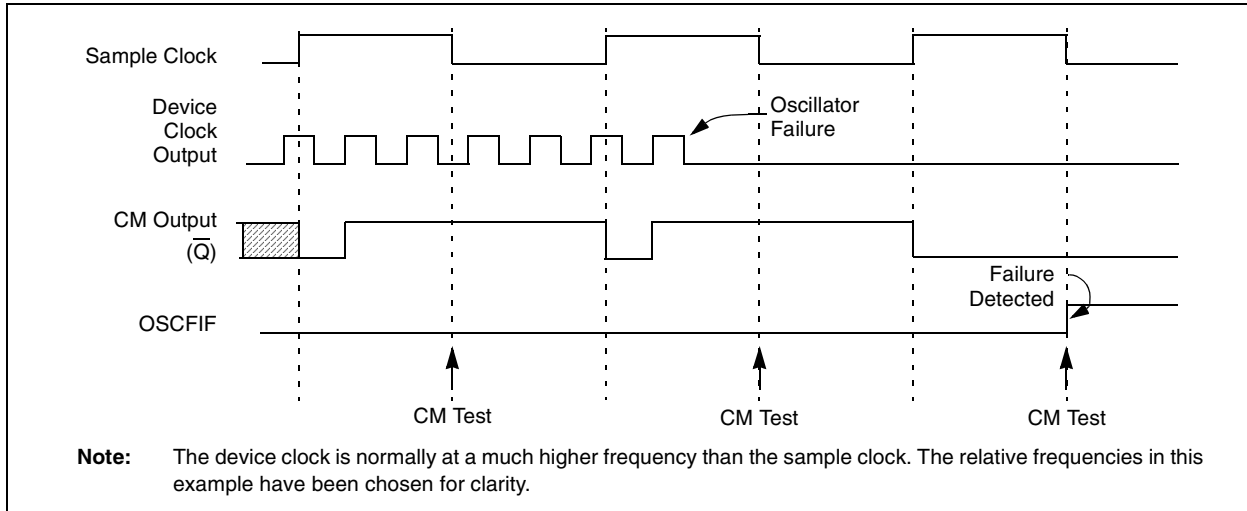 Sample Clock
Device
Clock
Output
Oscillator
Failure
CM Output
(Q̅)
Failure
Detected
OSCFIF
CM Test
CM Test
CM Test
Note: The device clock is normally at a much higher frequency than the sample clock. The relative frequencies in this
example have been chosen for clarity.